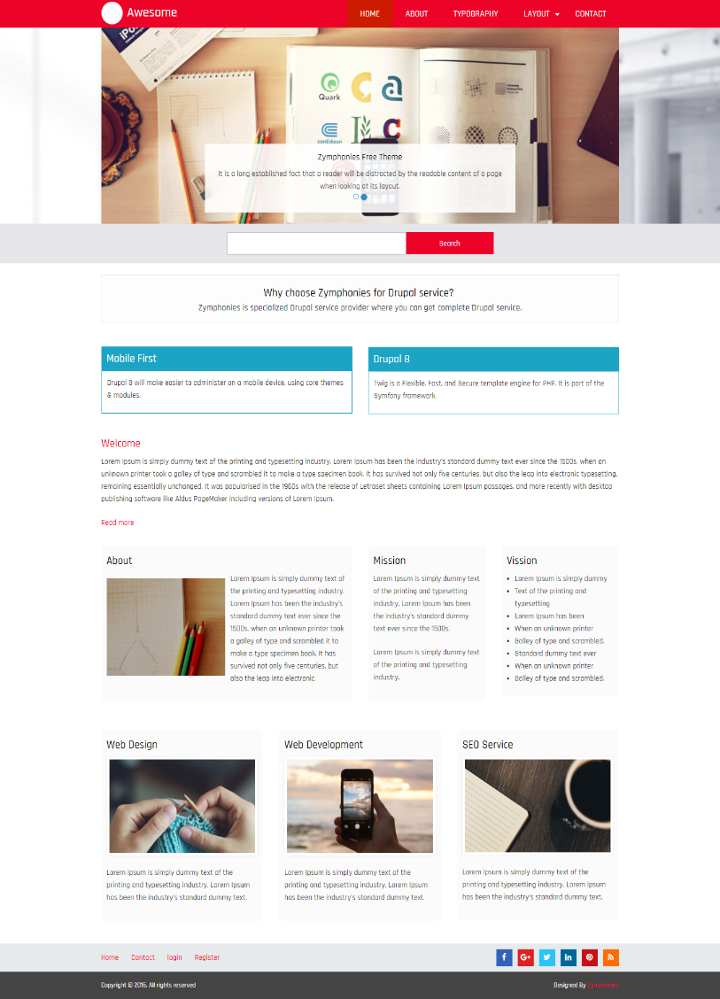 Awesome
HOME ABOUT TYPOGRAPHY LAYOUT CONTACT
iPo
Quark
conEdison
Zymphonies Free Theme
It is a long established fact that a reader will be distracted by the readable content of a page
when looking at its layout.
Search
Why choose Zymphonies for Drupal service?
Zymphonies is specialized Drupal service provider where you can get complete Drupal service.
Mobile First
Drupal 8 will make easier to administer on a mobile device, using core themes
& modules.
Drupal 8
Twig is a Flexible, Fast, and Secure template engine for PHP. It is part of the
Symfony framework.
Welcome
Lorem Ipsum is simply dummy text of the printing and typesetting industry. Lorem Ipsum has been the industry's standard dummy text ever since the 1500s, when an
unknown printer took a galley of type and scrambled it to make a type specimen book. It has survived not only five centuries, but also the leap into electronic typesetting,
remaining essentially unchanged. It was popularised in the 1960s with the release of Letraset sheets containing Lorem Ipsum passages, and more recently with desktop
publishing software like Aldus PageMaker including versions of Lorem Ipsum.
Read more
About
Lorem Ipsum is simply dummy text of
the printing and typesetting industry.
Lorem Ipsum has been the industry's
standard dummy text ever since the
1500s, when an unknown printer took
a galley of type and scrambled it to
make a type specimen book. It has
survived not only five centuries, but
also the leap into electronic.
Mission
Lorem Ipsum is simply dummy text
of the printing and typesetting
industry. Lorem Ipsum has been
the industry's standard dummy
text ever since the 1500s.
Lorem Ipsum is simply dummy text
of the printing and typesetting
industry.
Vission
• Lorem Ipsum is simply dummy
• Text of the printing and
typesetting
• Lorem Ipsum has been
• When an unknown printer
• Galley of type and scrambled.
• Standard dummy text ever
• When an unknown printer
• Galley of type and scrambled.
Web Design
Lorem Ipsum is simply dummy text of the
printing and typesetting industry. Lorem Ipsum
has been the industry's standard dummy text.
Web Development
Lorem Ipsum is simply dummy text of the
printing and typesetting industry. Lorem Ipsum
has been the industry's standard dummy text.
SEO Service
Lorem Ipsum is simply dummy text of the
printing and typesetting industry. Lorem Ipsum
has been the industry's standard dummy text.
Home Contact login Register
Copyright © 2016. All rights reserved
Designed By Zymphonies